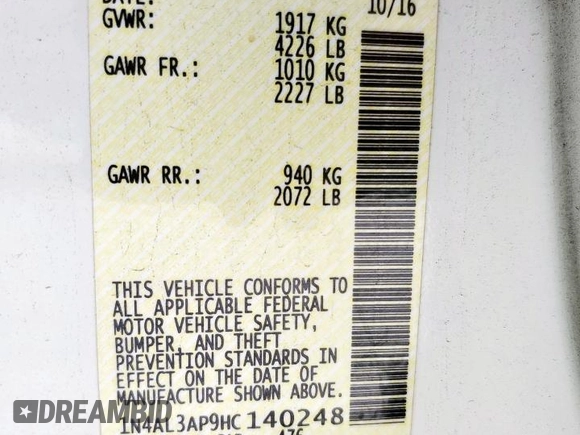 DATE: 10/16
GVWR: 1917 KG
4226 LB
GAWR FR.: 1010 KG
2227 LB
GAWR RR.: 940 KG
2072 LB
THIS VEHICLE CONFORMS TO
ALL APPLICABLE FEDERAL
MOTOR VEHICLE SAFETY,
BUMPER, AND THEFT
PREVENTION STANDARDS IN
EFFECT ON THE DATE OF
MANUFACTURE SHOWN ABOVE.
1N4AL3AP9HC140248
DREAMBID